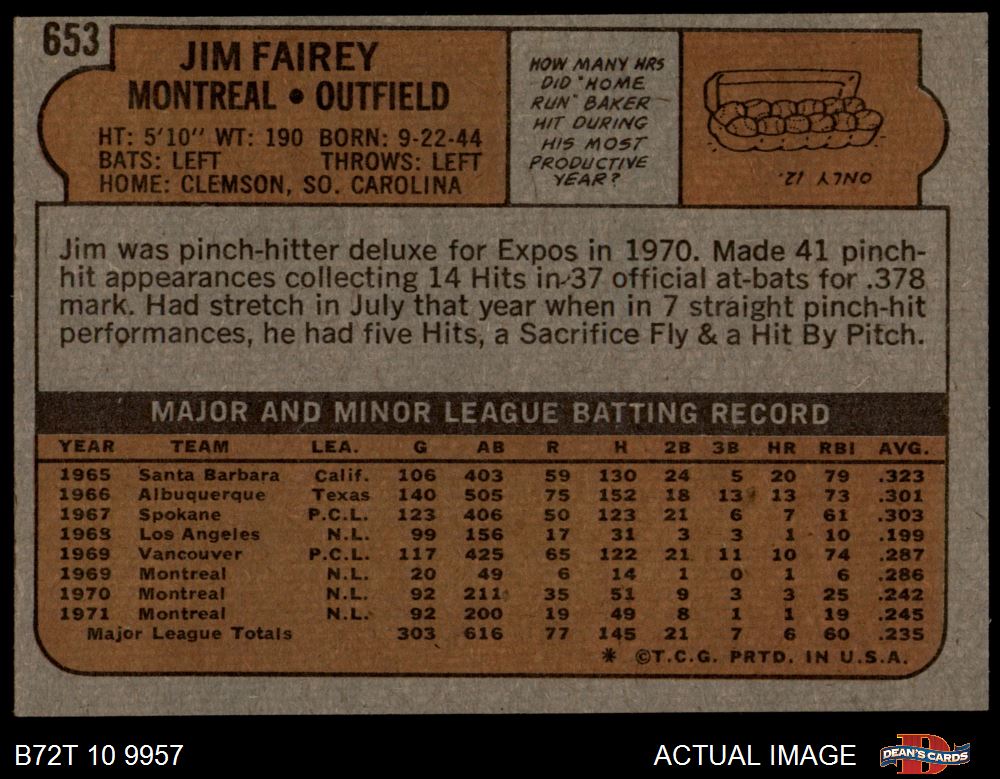 653
JIM FAIREY
MONTREAL • OUTFIELD
HT: 5'10" WT: 190 BORN: 9-22-44
BATS: LEFT THROWS: LEFT
HOME: CLEMSON, SO. CAROLINA
HOW MANY HRS
DID "HOME
RUN" BAKER
HIT DURING
HIS MOST
PRODUCTIVE
YEAR?
ONLY 12.
Jim was pinch-hitter deluxe for Expos in 1970. Made 41 pinch-
hit appearances collecting 14 Hits in 37 official at-bats for .378
mark. Had stretch in July that year when in 7 straight pinch-hit
performances, he had five Hits, a Sacrifice Fly & a Hit By Pitch.
MAJOR AND MINOR LEAGUE BATTING RECORD
YEAR TEAM LEA. G AB R H 2B 3B HR RBI AVG.
1965 Santa Barbara Calif. 106 403 59 130 24 5 20 79 .323
1966 Albuquerque Texas 140 505 75 152 18 13 13 73 .301
1967 Spokane P.C.L. 123 406 50 123 21 6 7 61 .303
1968 Los Angeles N.L. 99 156 17 31 3 3 1 10 .199
1969 Vancouver P.C.L. 117 425 65 122 21 11 10 74 .287
1969 Montreal N.L. 20 49 6 14 1 0 1 6 .286
1970 Montreal N.L. 92 211 35 51 9 3 3 25 .242
1971 Montreal N.L. 92 200 19 49 8 1 1 19 .245
Major League Totals 303 616 77 145 21 7 6 60 .235
* ©T.C.G. PRTD. IN U.S.A.
B72T 10 9957
ACTUAL IMAGE
DEAN'S CARDS